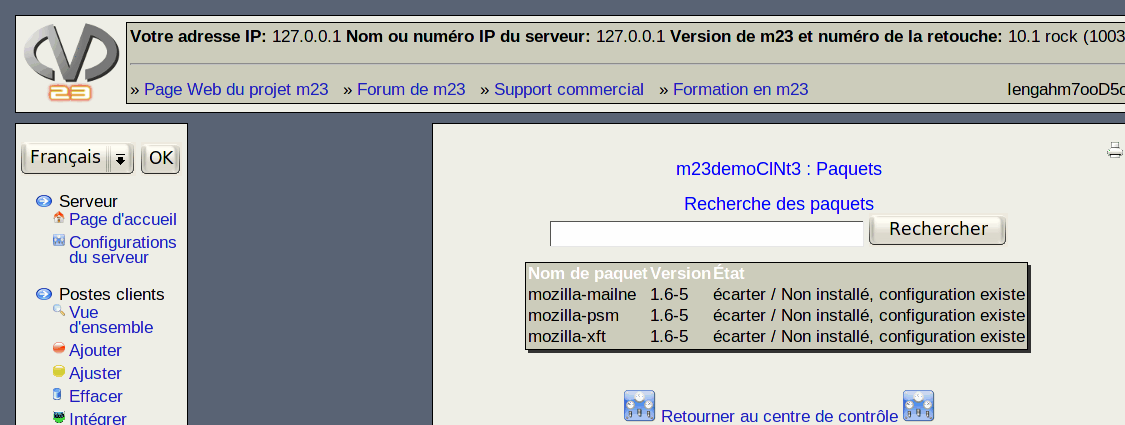 Votre adresse IP: 127.0.0.1 Nom ou numéro IP du serveur: 127.0.0.1 Version de m23 et numéro de la retouche: 10.1 rock (1003
» Page Web du projet m23 » Forum de m23 » Support commercial » Formation en m23
23
Français OK
Serveur
Page d'accueil
Configurations
du serveur
Postes clients
Vue
d'ensemble
Ajouter
Ajuster
Effacer
Intégrer
m23demoClNt3 : Paquets
Recherche des paquets
Rechercher
Nom de paquet Version État
mozilla-mailne 1.6-5 écarter / Non installé, configuration existe
mozilla-psm 1.6-5 écarter / Non installé, configuration existe
mozilla-xft 1.6-5 écarter / Non installé, configuration existe
Retourner au centre de contrôle